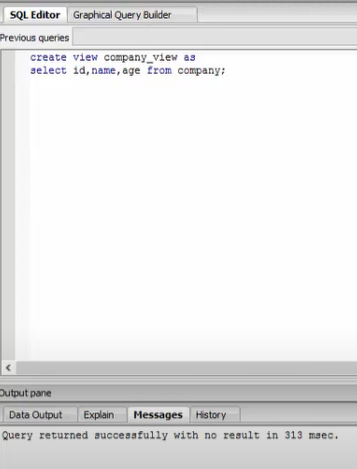 SQL Editor Graphical Query Builder
Previous queries
create view company_view as
select id,name,age from company;
Output pane
Data Output Explain Messages History
Query returned successfully with no result in 313 msec.